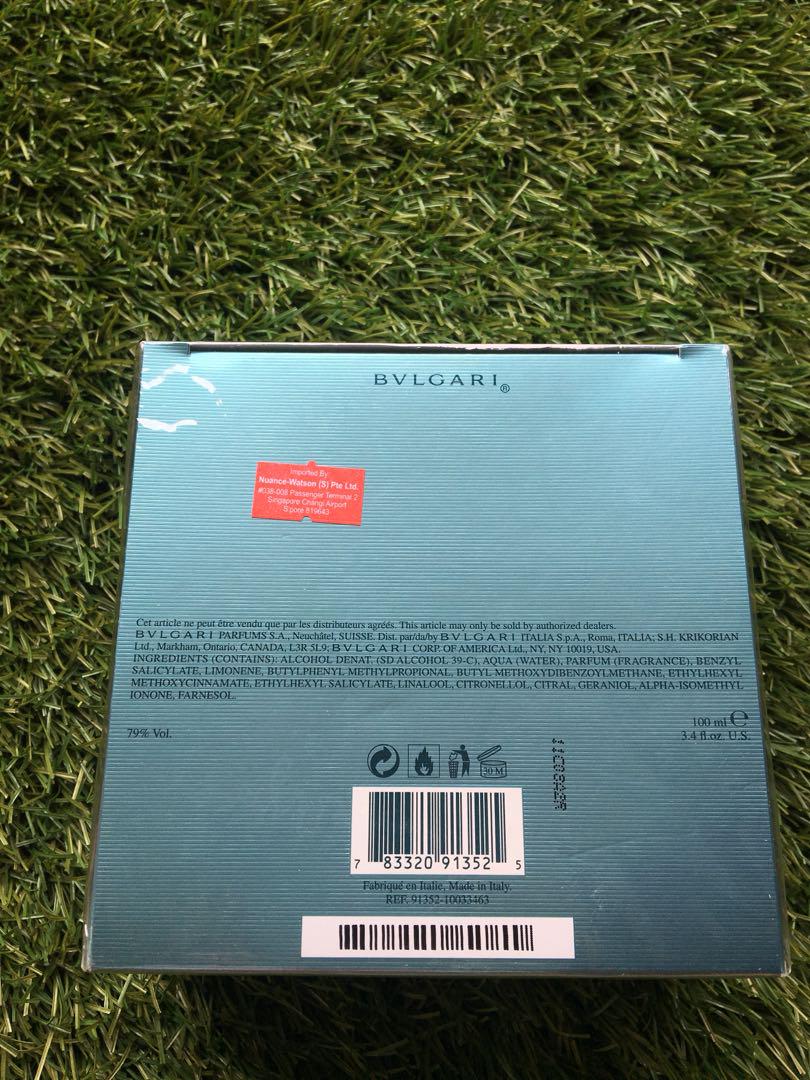 BVLGARI®
Imported By
Nuance-Watson (S) Pte Ltd.
#038-008 Passenger Terminal 2
Singapore Changi Airport
S'pore 819643
Cet article ne peut être vendu que par les distributeurs agréés. This article may only be sold by authorized dealers.
BVLGARI PARFUMS S.A., Neuchâtel, SUISSE. Dist. par/da/by BVLGARI ITALIA S.p.A., Roma, ITALIA; S.H. KRIKORIAN
Ltd., Markham, Ontario, CANADA, L3R 5L9; BVLGARI CORP. OF AMERICA Ltd., NY, NY 10019, USA.
INGREDIENTS (CONTAINS): ALCOHOL DENAT. (SD ALCOHOL 39-C), AQUA (WATER), PARFUM (FRAGRANCE), BENZYL
SALICYLATE, LIMONENE, BUTYLPHENYL METHYLPROPIONAL, BUTYL METHOXYDIBENZOYLMETHANE, ETHYLHEXYL
METHOXYCINNAMATE, ETHYLHEXYL SALICYLATE, LINALOOL, CITRONELLOL, CITRAL, GERANIOL, ALPHA-ISOMETHYL
IONONE, FARNESOL.
79% Vol.
100 ml ℮
3.4 fl.oz. U.S.
30 M
7 83320 91352 5
Fabriqué en Italie, Made in Italy.
REF. 91352-10033463